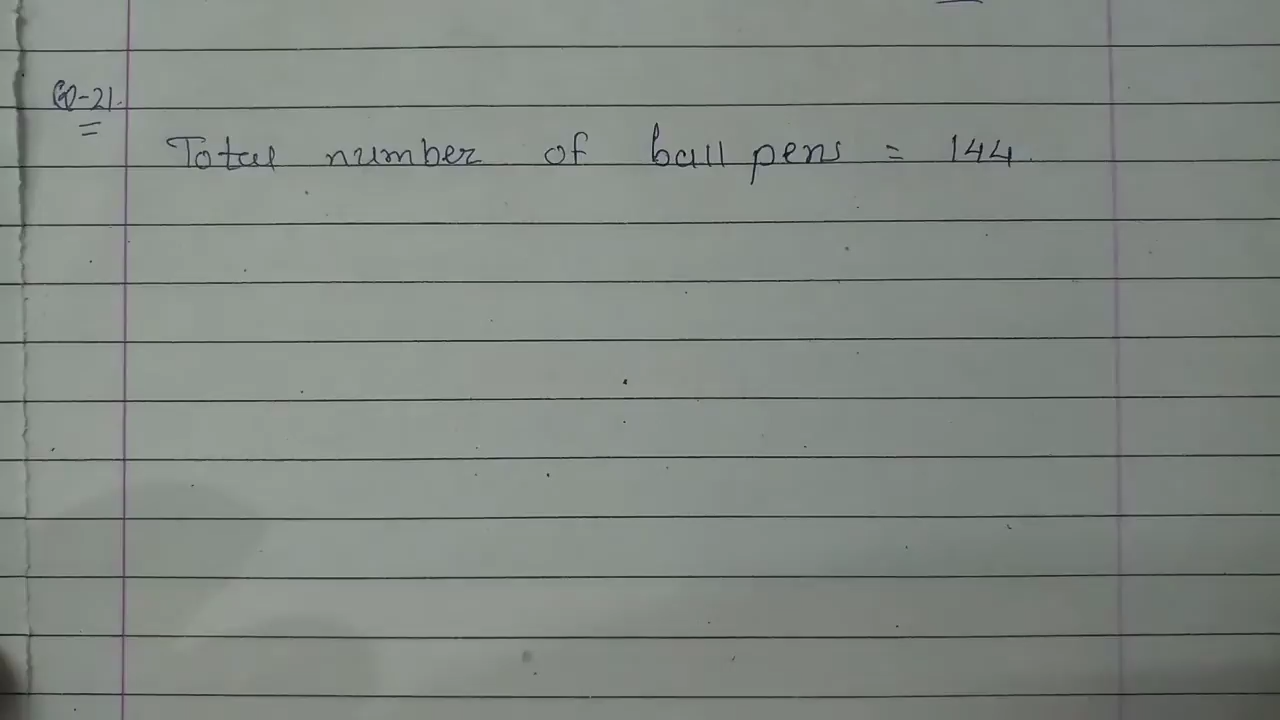 Q-21.
Total number of ball pens = 144.